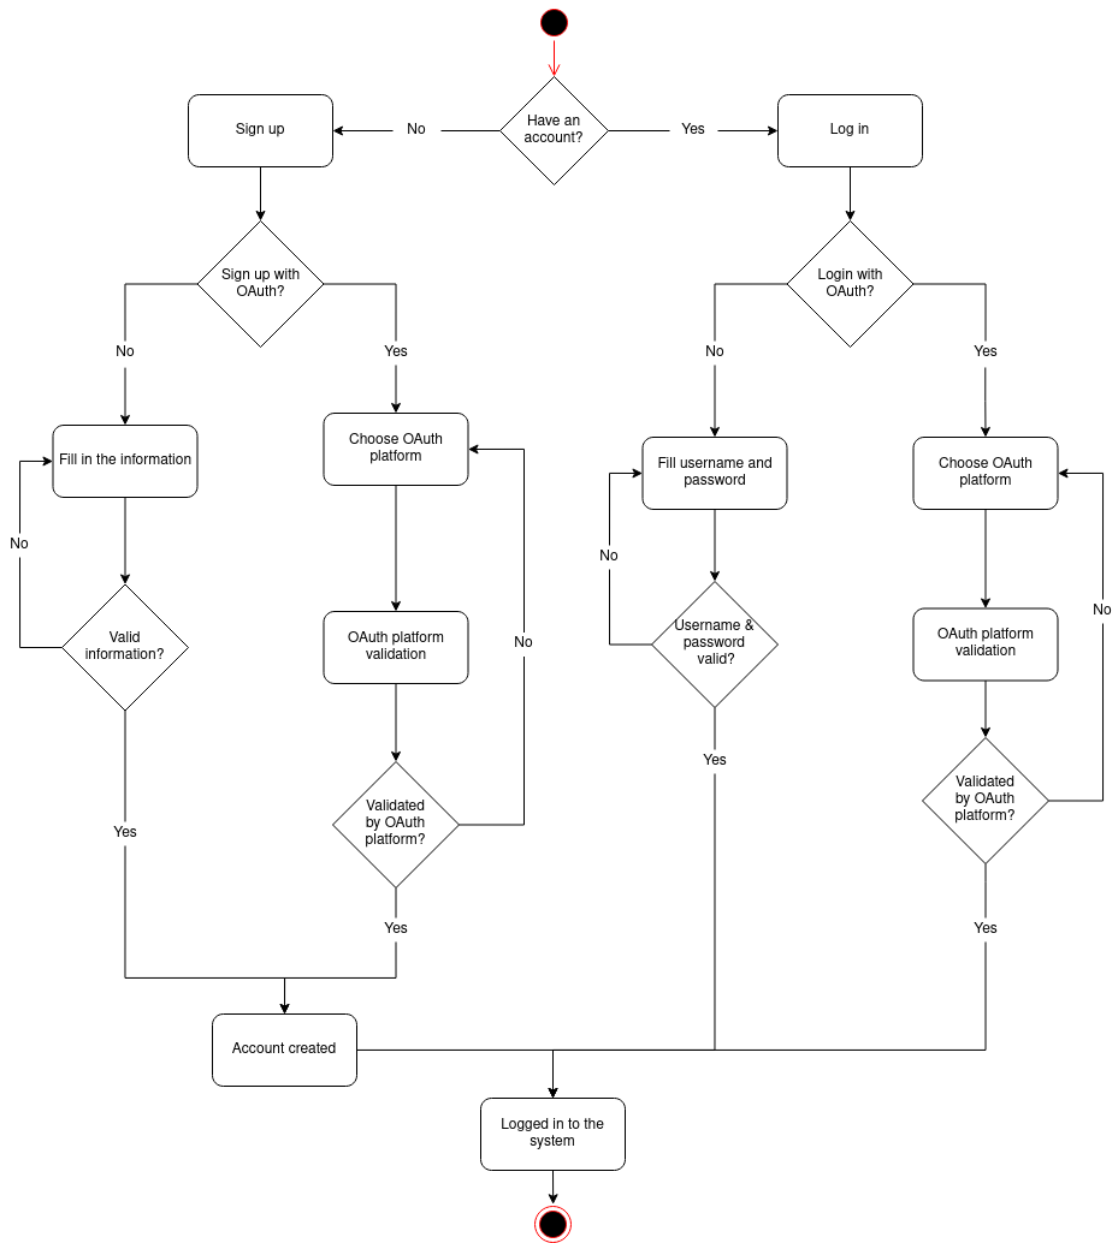 Have an
account?
No
Yes
Sign up
Log in
Sign up with
OAuth?
Login with
OAuth?
No
Yes
No
Yes
Fill in the information
Choose OAuth
platform
Fill username and
password
Choose OAuth
platform
No
No
No
No
Valid
information?
OAuth platform
validation
Username &
password
valid?
OAuth platform
validation
Yes
Validated
by OAuth
platform?
Yes
Validated
by OAuth
platform?
Yes
Yes
Account created
Logged in to the
system